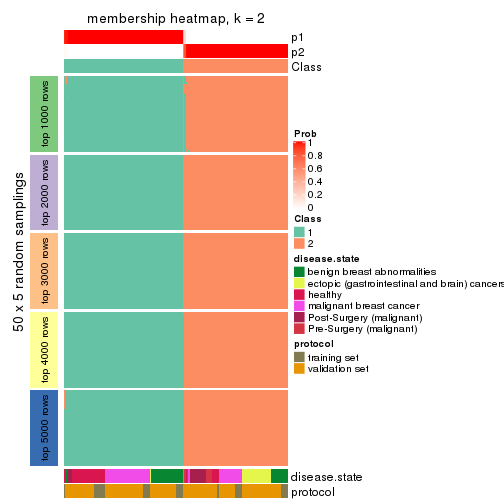 membership heatmap, k = 2
p1
p2
Class
50 x 5 random samplings
top 1000 rows
top 2000 rows
top 3000 rows
top 4000 rows
top 5000 rows
Prob
1
0.8
0.6
0.4
0.2
0
Class
1
2
disease.state
benign breast abnormalities
ectopic (gastrointestinal and brain) cancers
healthy
malignant breast cancer
Post-Surgery (malignant)
Pre-Surgery (malignant)
protocol
training set
validation set
disease.state
protocol